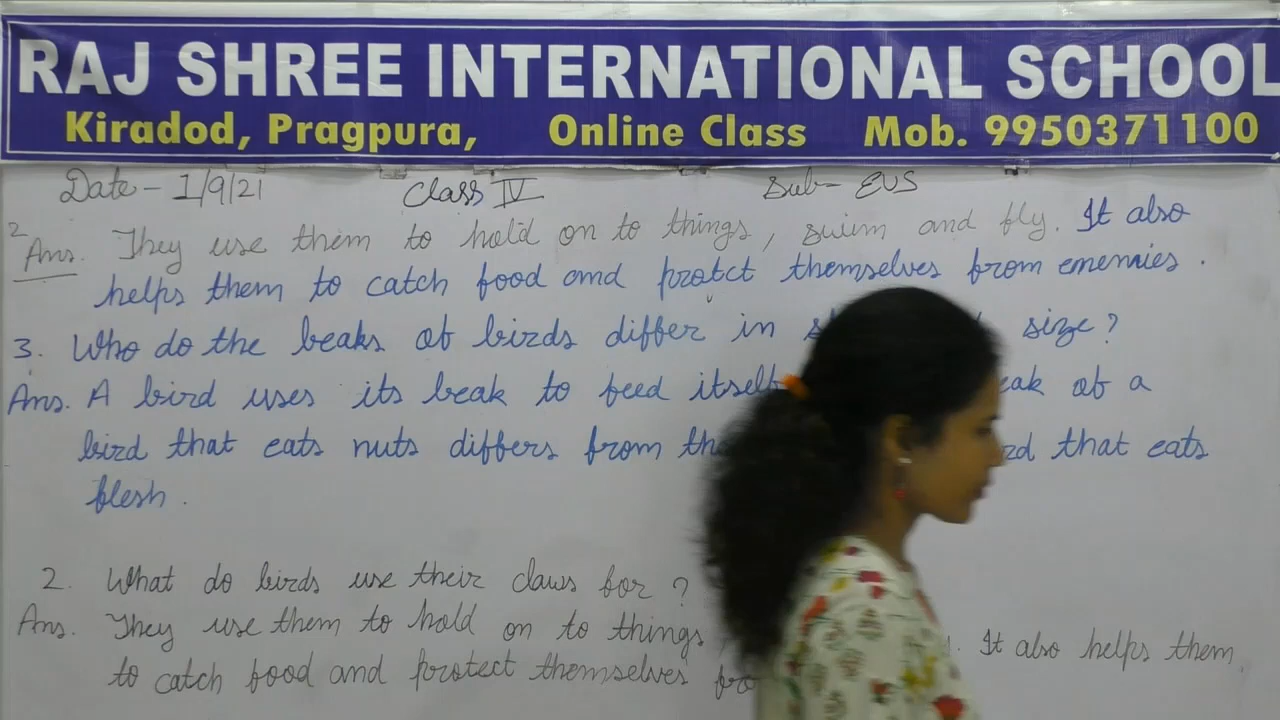 RAJ SHREE INTERNATIONAL SCHOOL
Kiradod, Pragpura, Online Class Mob. 9950371100
Date - 1/9/21 Class IV Sub- EVS
2
Ans. They use them to hold on to things, swim and fly. It also
helps them to catch food and protct themselves from enemies.
3. Who do the beaks of birds differ in size?
Ans. A bird uses its beak to feed itself of a
bird that eats nuts differs from that eats
flesh.
2. What do birds use their claws for?
Ans. They use them to hold on to things It also helps them
to catch food and protect themselves